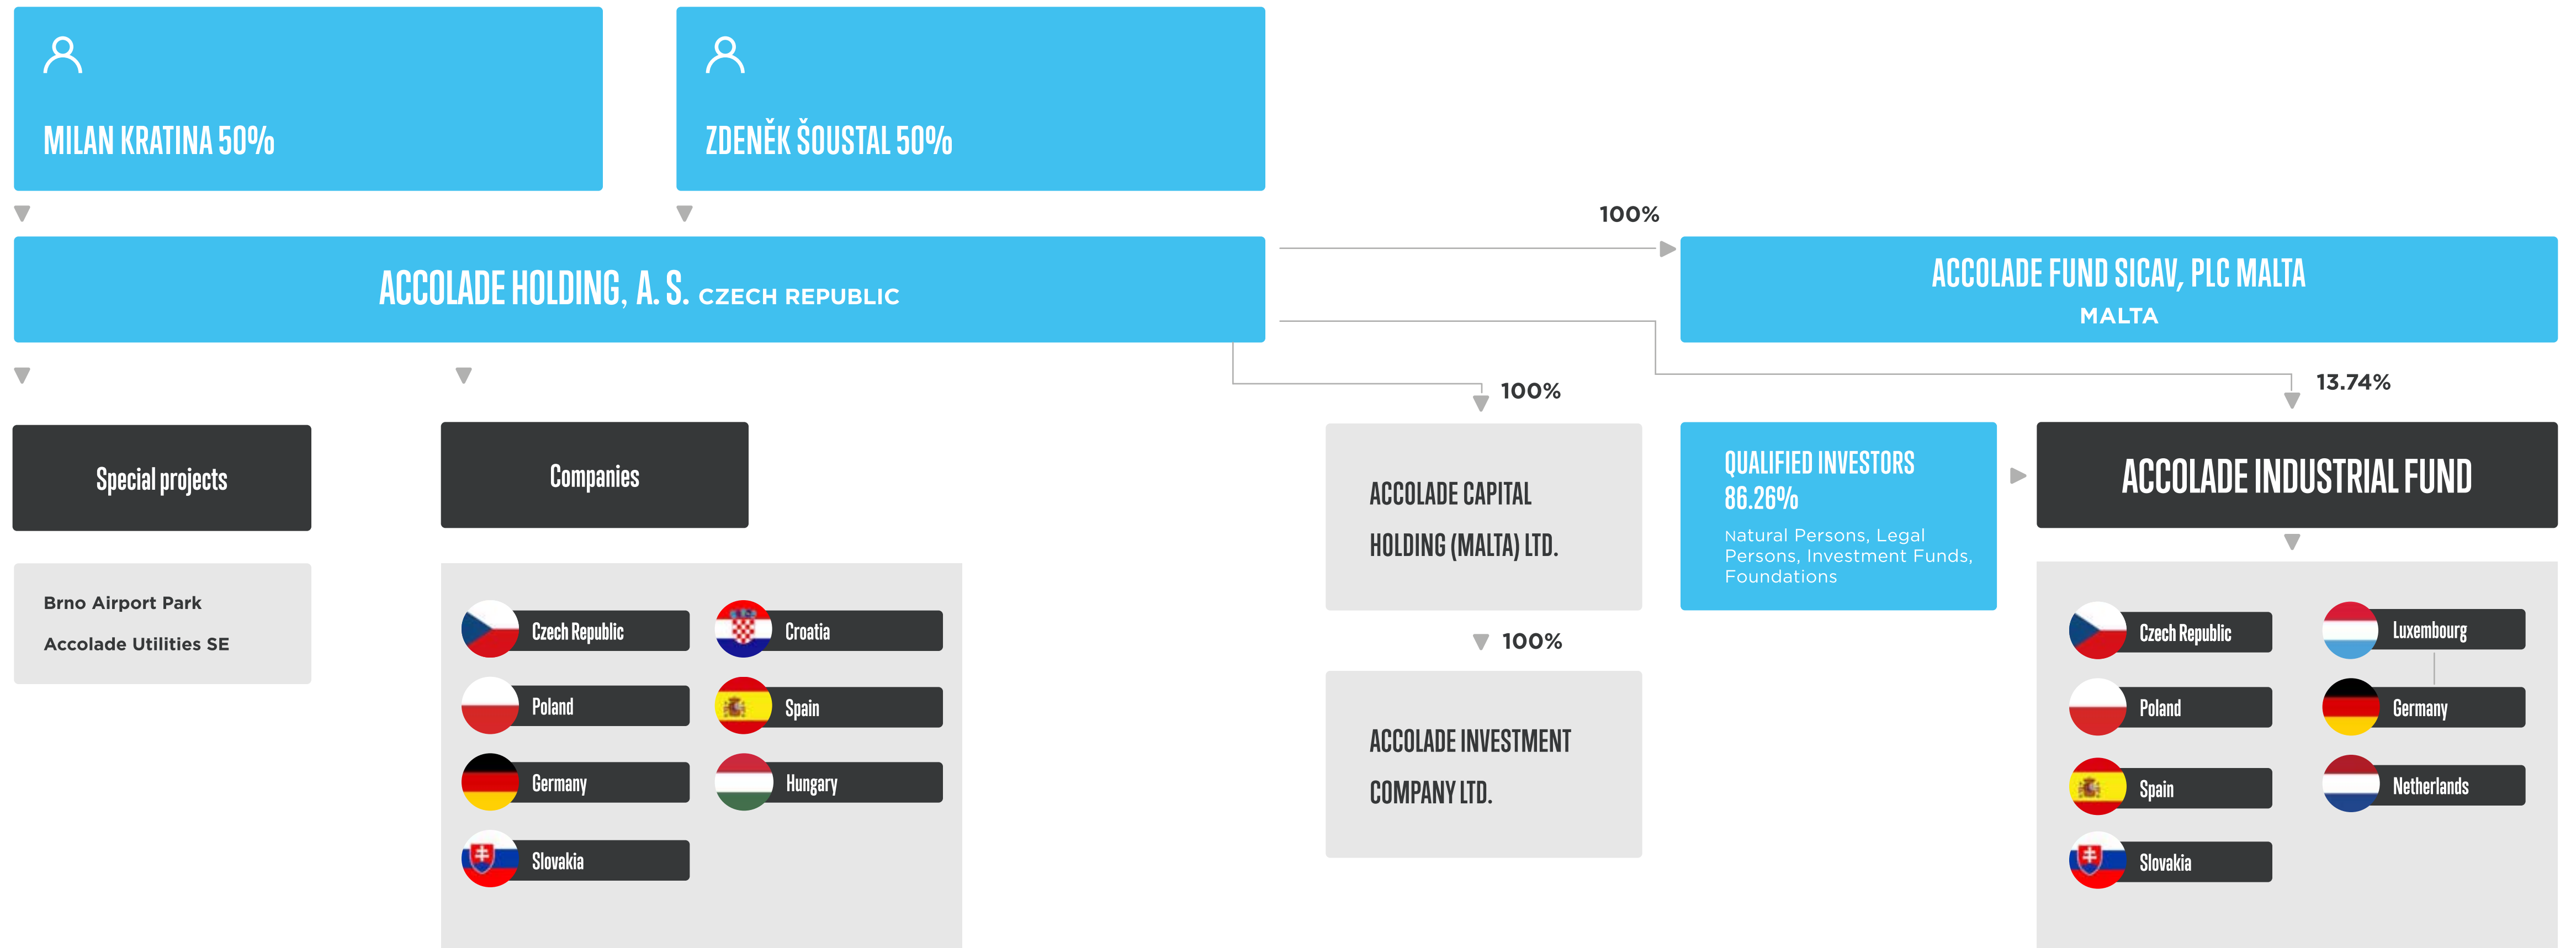 MILAN KRATINA 50%
ZDENĚK ŠOUSTAL 50%
100%
ACCOLADE HOLDING, A. S. CZECH REPUBLIC
ACCOLADE FUND SICAV, PLC MALTA
MALTA
100%
13.74%
Special projects
Companies
ACCOLADE CAPITAL
HOLDING (MALTA) LTD.
QUALIFIED INVESTORS
86.26%
Natural Persons, Legal
Persons, Investment Funds,
Foundations
ACCOLADE INDUSTRIAL FUND
Brno Airport Park
Accolade Utilities SE
Czech Republic
Croatia
Poland
Spain
Germany
Hungary
Slovakia
100%
ACCOLADE INVESTMENT
COMPANY LTD.
Czech Republic
Luxembourg
Poland
Germany
Spain
Netherlands
Slovakia